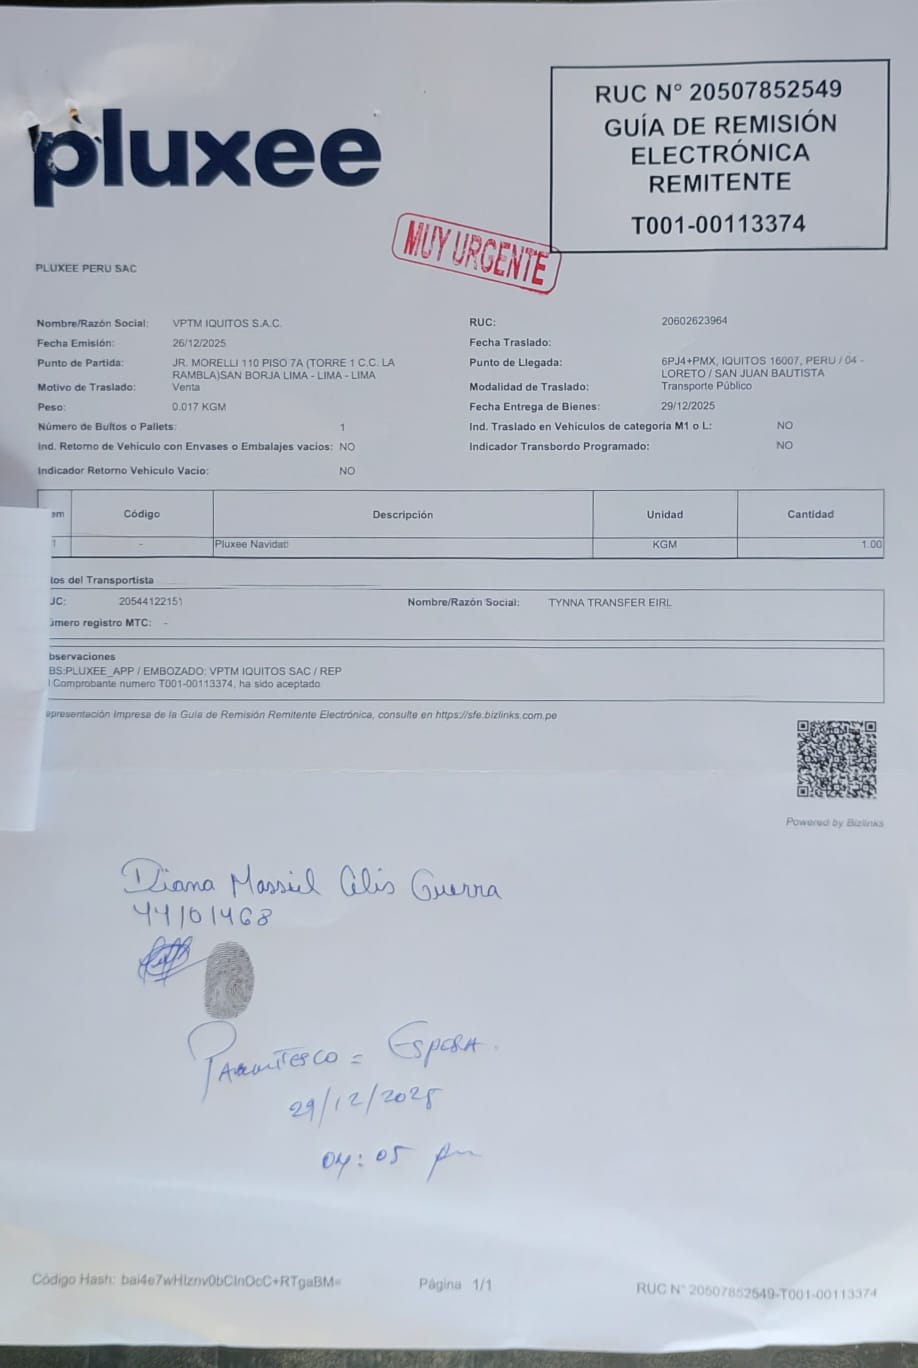 pluxee
RUC N° 20507852549
GUÍA DE REMISIÓN
ELECTRÓNICA
REMITENTE
T001-00113374
MUY URGENTE
PLUXEE PERU SAC
Nombre/Razón Social: VPTM IQUITOS S.A.C.
RUC: 20602623964
Fecha Emisión: 26/12/2025
Fecha Traslado:
Punto de Partida: JR. MORELLI 110 PISO 7A (TORRE 1 C.C. LA
RAMBLA)SAN BORJA LIMA - LIMA - LIMA
Punto de Llegada: 6PJ4+PMX, IQUITOS 16007, PERU / 04 -
LORETO / SAN JUAN BAUTISTA
Motivo de Traslado: Venta
Modalidad de Traslado: Transporte Público
Peso: 0.017 KGM
Fecha Entrega de Bienes: 29/12/2025
Número de Bultos o Pallets: 1
Ind. Traslado en Vehículos de categoría M1 o L: NO
Ind. Retorno de Vehículo con Envases o Embalajes vacíos: NO
Indicador Transbordo Programado: NO
Indicador Retorno Vehículo Vacío: NO
em Código Descripción Unidad Cantidad
1 - Pluxee Navidad KGM 1.00
tos del Transportista
UC: 20544122151
Nombre/Razón Social: TYNNA TRANSFER EIRL
úmero registro MTC: -
bservaciones
BS:PLUXEE_APP / EMBOZADO: VPTM IQUITOS SAC / REP
l Comprobante numero T001-00113374, ha sido aceptado
epresentación Impresa de la Guía de Remisión Remitente Electrónica, consulte en https://sfe.bizlinks.com.pe
Powered by Bizlinks
Diana Massiel Celis Guerra
44101468
= Esposa.
29/12/2025
04:05 pm
Código Hash: bai4e7wHIznv0bClnOcC+RTgaBM=
Página 1/1
RUC N° 20507852549-T001-00113374